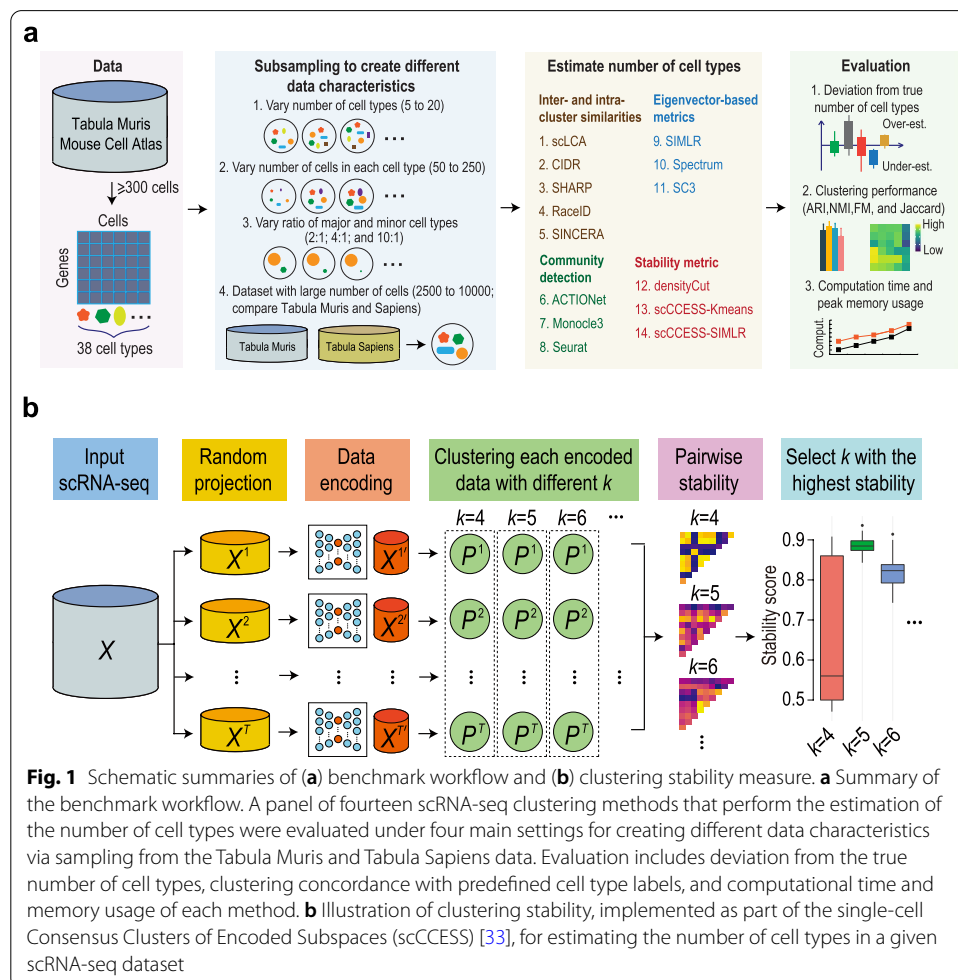 a
Data
Tabula Muris
Mouse Cell Atlas
≥300 cells
Cells
Genes
...
38 cell types
Subsampling to create different
data characteristics
1. Vary number of cell types (5 to 20)
...
2. Vary number of cells in each cell type (50 to 250)
...
3. Vary ratio of major and minor cell types
(2:1; 4:1; and 10:1)
...
4. Dataset with large number of cells (2500 to 10000;
compare Tabula Muris and Sapiens)
Tabula Muris
Tabula Sapiens
Estimate number of cell types
Inter- and intra-
cluster similarities
1. scLCA
2. CIDR
3. SHARP
4. RaceID
5. SINCERA
Eigenvector-based
metrics
9. SIMLR
10. Spectrum
11. SC3
Community
detection
6. ACTIONet
7. Monocle3
8. Seurat
Stability metric
12. densityCut
13. scCCESS-Kmeans
14. scCCESS-SIMLR
Evaluation
1. Deviation from true
number of cell types
Over-est.
Under-est.
2. Clustering performance
(ARI,NMI,FM, and Jaccard)
High
Low
3. Computation time and
peak memory usage
Comput.
b
Input
scRNA-seq
Random
projection
Data
encoding
Clustering each encoded
data with different k
Pairwise
stability
Select k with the
highest stability
k=4 k=5 k=6 ...
X
X¹ X¹′ P¹ P¹ P¹
X² X²′ P² P² P²
⋮ ⋮ ⋮ ⋮ ⋮
Xᵀ Xᵀ′ Pᵀ Pᵀ Pᵀ
k=4
k=5
k=6
⋮
Stability score
0.9
0.8
0.7
0.6
0.5
...
k=4
k=5
k=6
Fig. 1 Schematic summaries of (a) benchmark workflow and (b) clustering stability measure. a Summary of
the benchmark workflow. A panel of fourteen scRNA-seq clustering methods that perform the estimation of
the number of cell types were evaluated under four main settings for creating different data characteristics
via sampling from the Tabula Muris and Tabula Sapiens data. Evaluation includes deviation from the true
number of cell types, clustering concordance with predefined cell type labels, and computational time and
memory usage of each method. b Illustration of clustering stability, implemented as part of the single-cell
Consensus Clusters of Encoded Subspaces (scCCESS) [33], for estimating the number of cell types in a given
scRNA-seq dataset